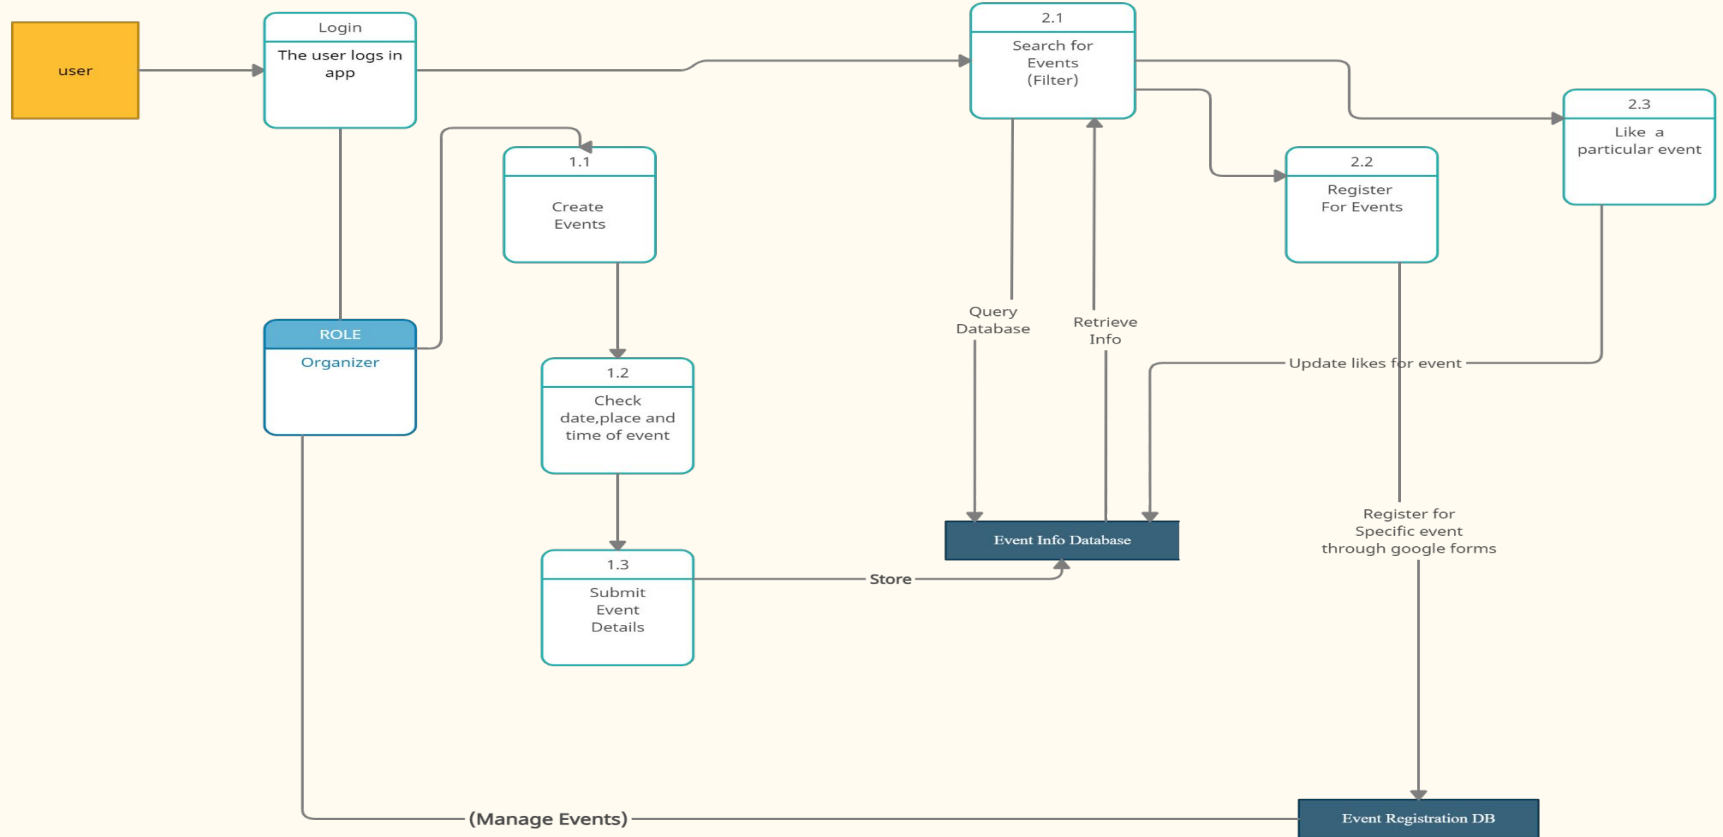 user
Login
The user logs in
app
2.1
Search for
Events
(Filter)
2.3
Like a
particular event
1.1
Create
Events
2.2
Register
For Events
ROLE
Organizer
Query
Database
Retrieve
Info
Update likes for event
1.2
Check
date,place and
time of event
Register for
Specific event
through google forms
Event Info Database
1.3
Submit
Event
Details
Store
(Manage Events)
Event Registration DB